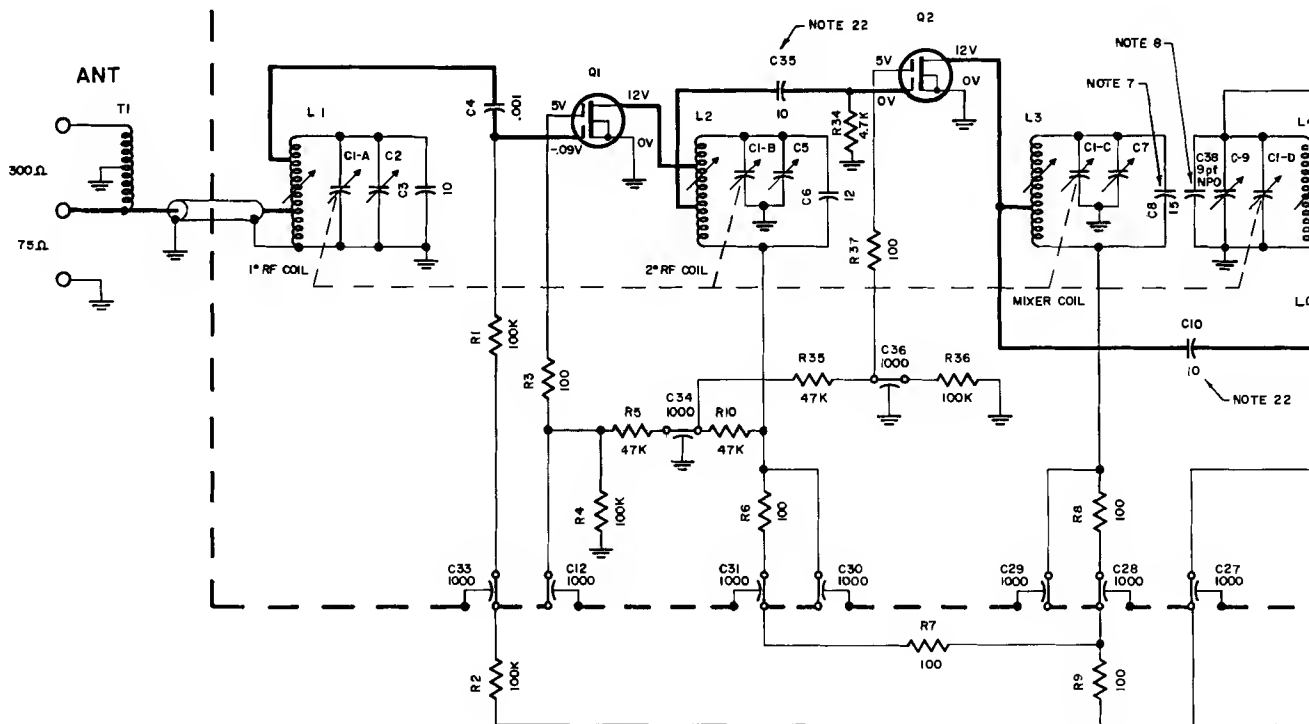 ANT
T1
300Ω
75Ω
L1
C1-A
C2
C3
10
1° RF COIL
C4
.001
Q1
5V
12V
-.09V
0V
NOTE 22
C35
10
R34
4.7K
L2
C1-B
C5
C6
12
2° RF COIL
Q2
5V
12V
0V
0V
R37
100
NOTE 7
NOTE 8
L3
C1-C
C7
C8
15
MIXER COIL
C38
9pf
NPO
C-9
C1-D
C10
10
NOTE 22
R1
100K
R3
100
R5
47K
C34
1000
R10
47K
R35
47K
C36
1000
R36
100K
R4
100K
R6
100
R8
100
C33
1000
C12
1000
C31
1000
C30
1000
C29
1000
C28
1000
C27
1000
R7
100
R2
100K
R9
100